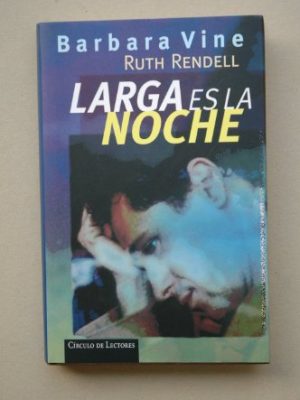 Barbara Vine
RUTH RENDELL
LARGA ES LA
NOCHE
CÍRCULO DE LECTORES